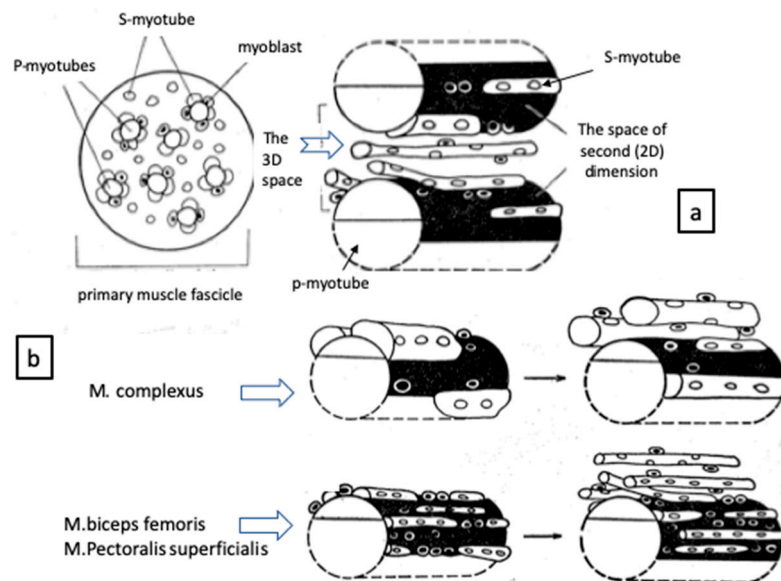 S-myotube
P-myotubes
myoblast
primary muscle fascicle
The
3D
space
S-myotube
The space of
second (2D)
dimension
a
p-myotube
b
M. complexus
M.biceps femoris
M.Pectoralis superficialis